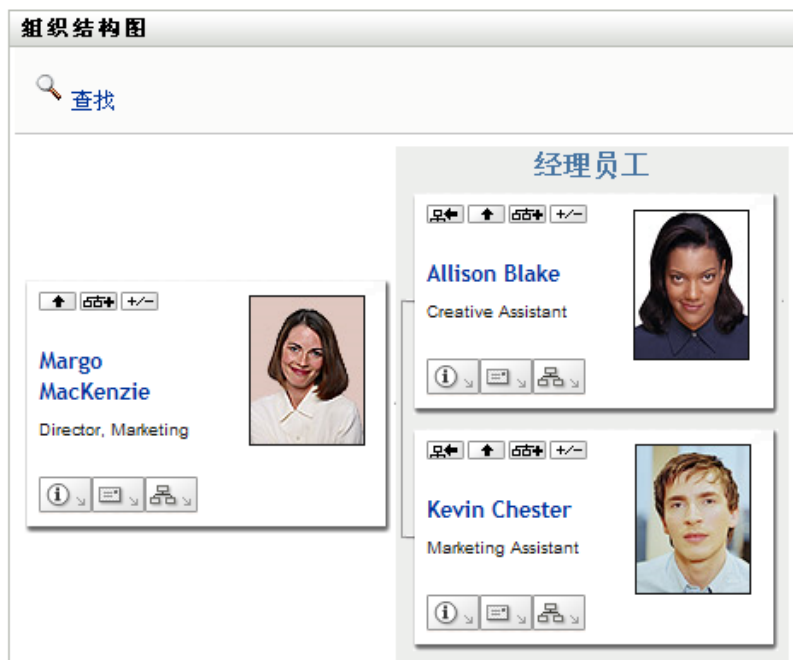 组织结构图
查找
经理员工
Margo
MacKenzie
Director, Marketing
+/−
Allison Blake
Creative Assistant
+/−
Kevin Chester
Marketing Assistant
+/−